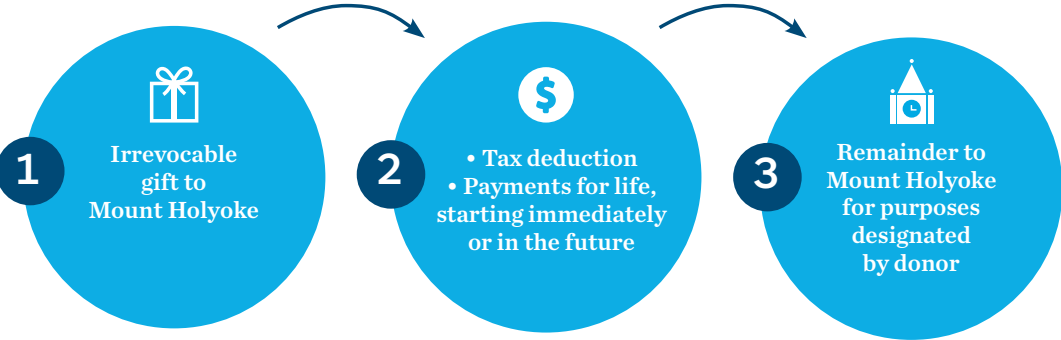 1
Irrevocable
gift to
Mount Holyoke
2
$
• Tax deduction
• Payments for life,
starting immediately
or in the future
3
Remainder to
Mount Holyoke
for purposes
designated
by donor